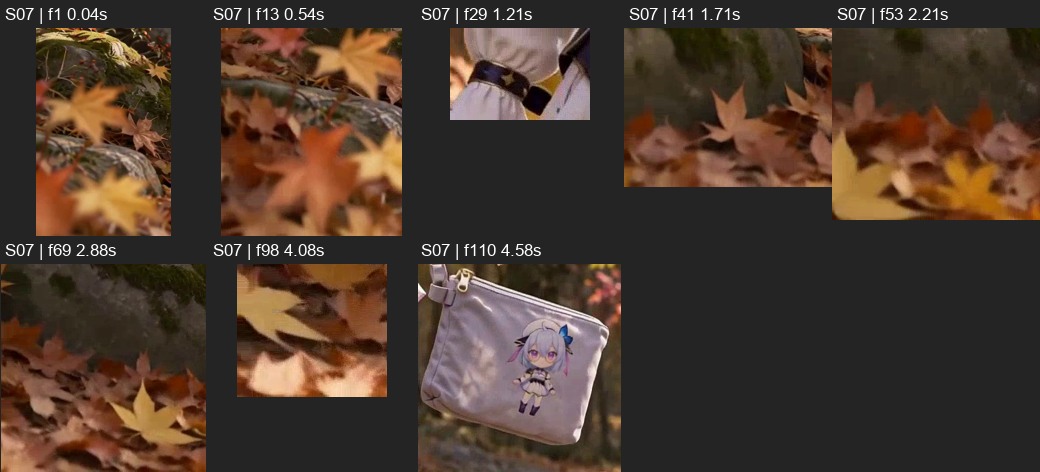 S07 | f1 0.04s
S07 | f13 0.54s
S07 | f29 1.21s
S07 | f41 1.71s
S07 | f53 2.21s
S07 | f69 2.88s
S07 | f98 4.08s
S07 | f110 4.58s